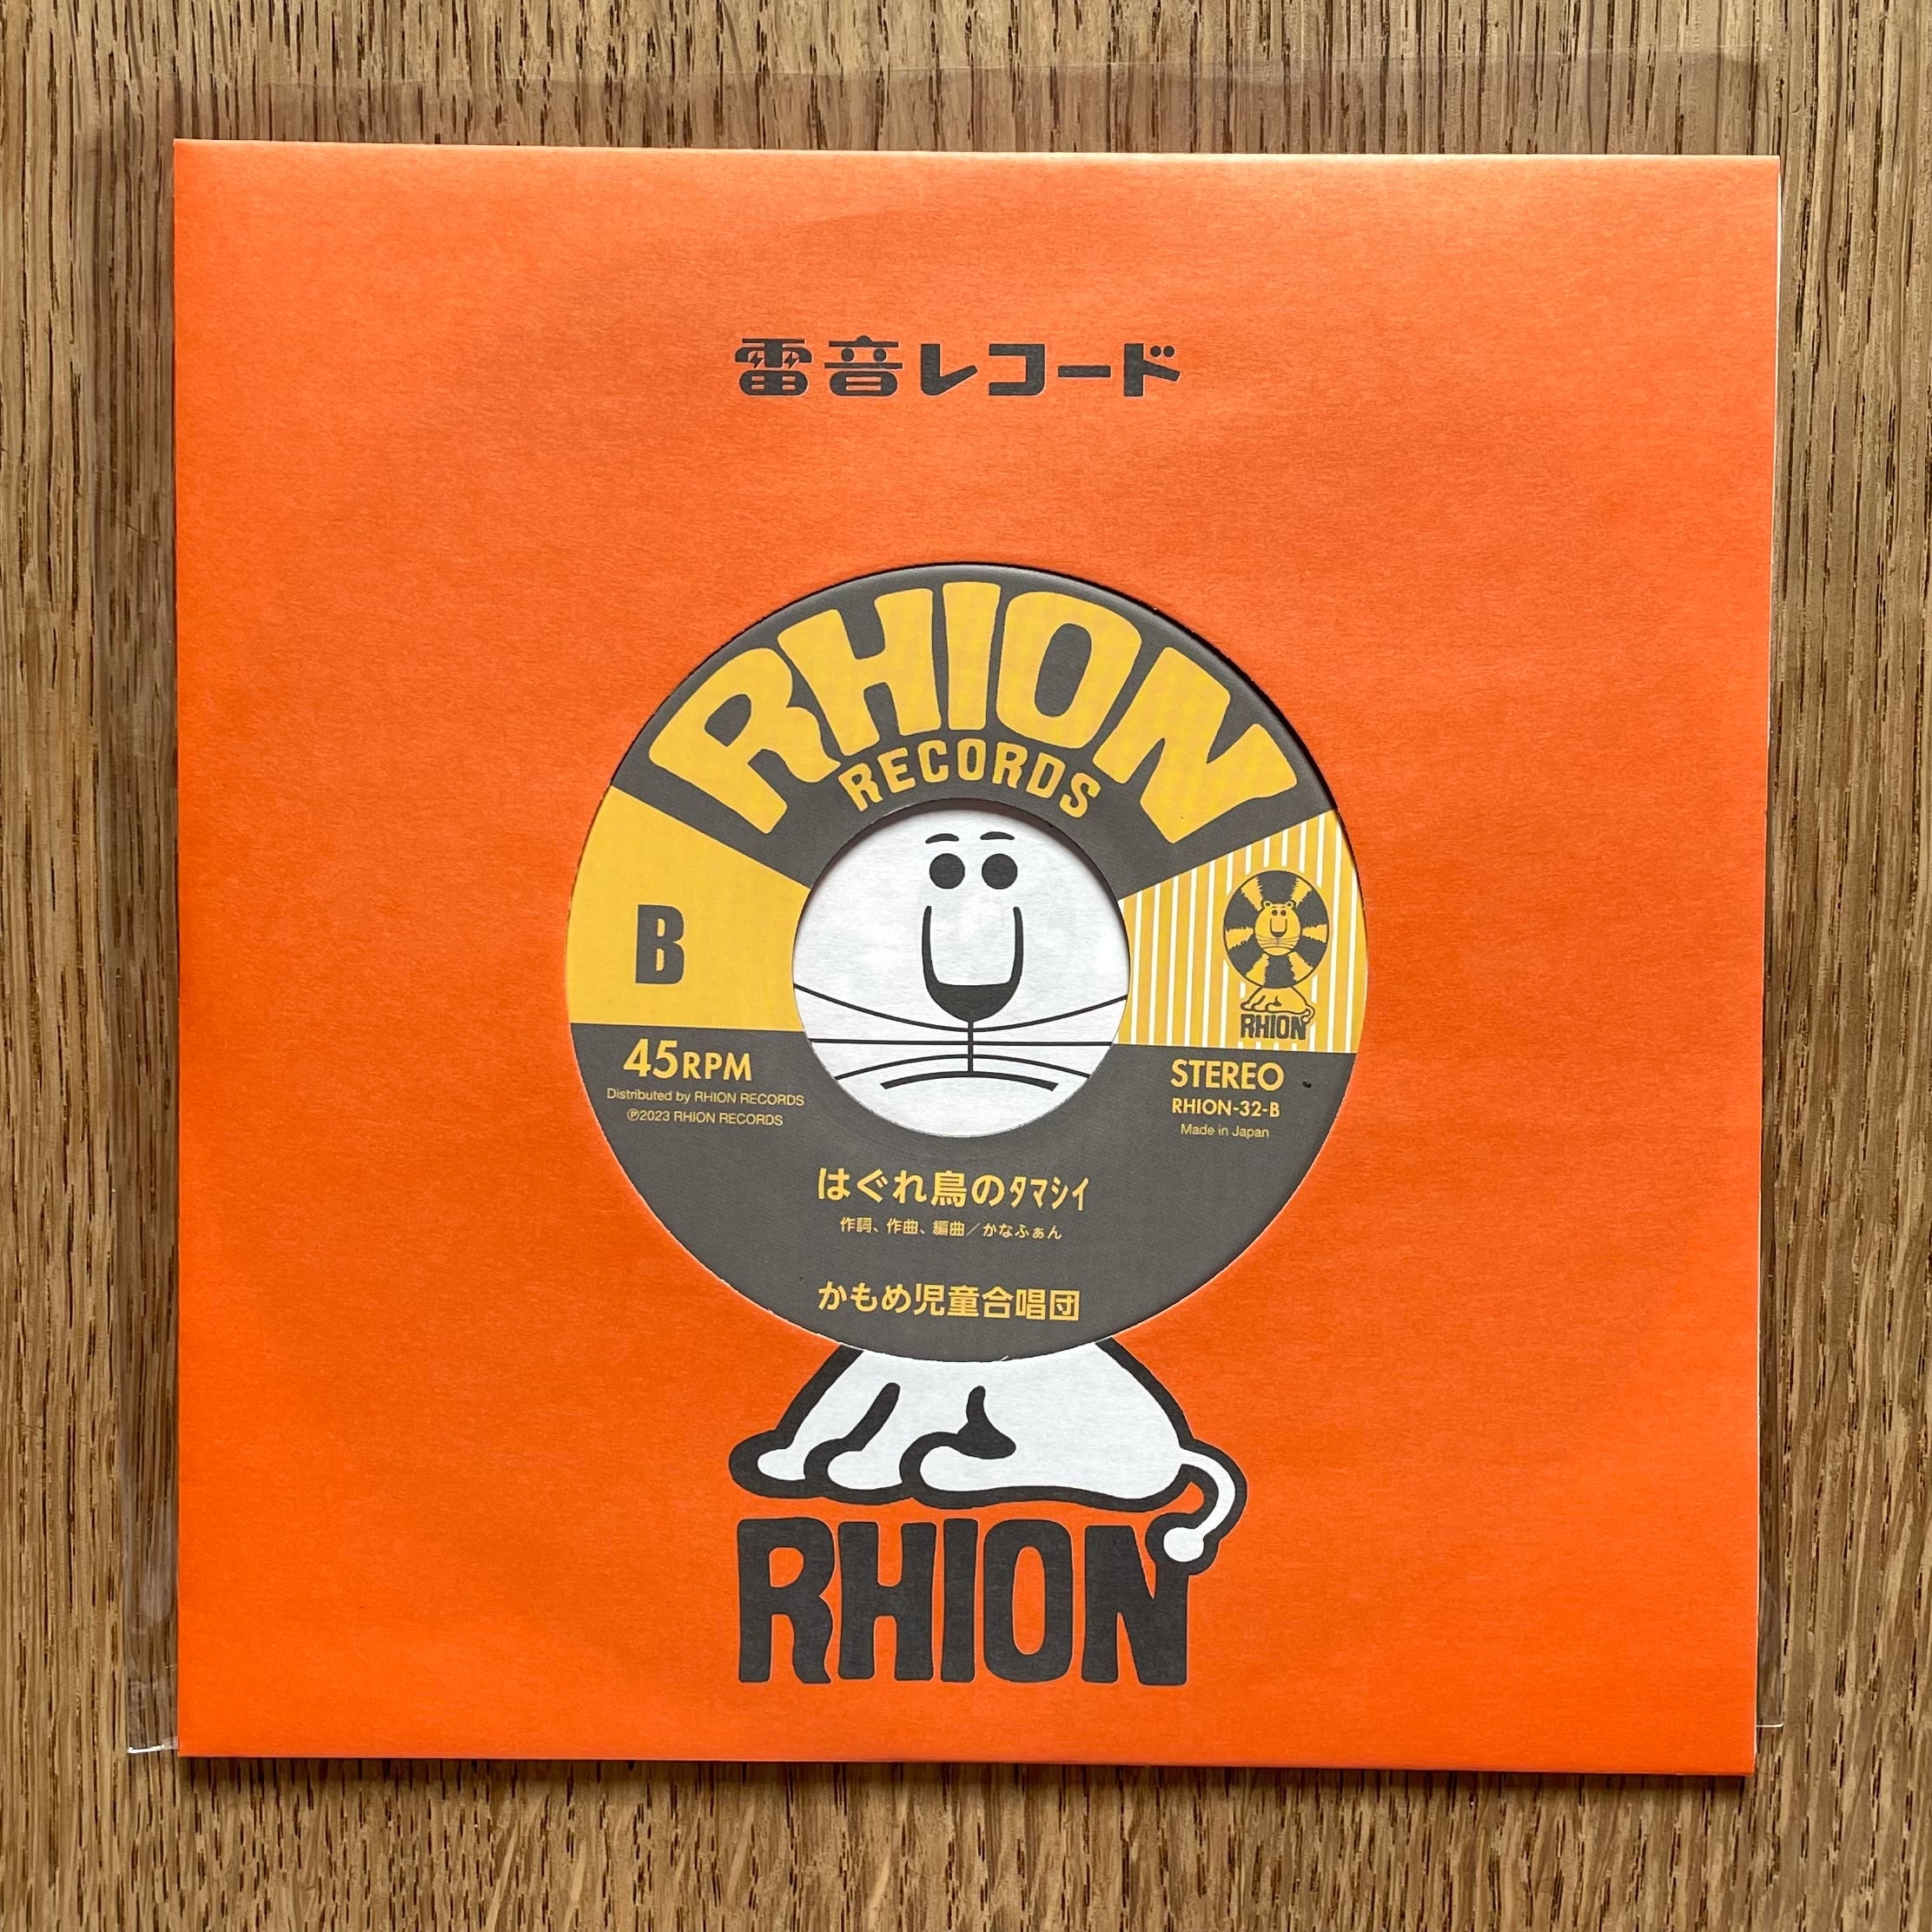 雷音レコード
RHION
RECORDS
B
RHION
45RPM
Distributed by RHION RECORDS
Ⓟ2023 RHION RECORDS
STEREO
RHION-32-B
Made in Japan
はぐれ鳥のタマシイ
作詞、作曲、編曲／かなふぁん
かもめ児童合唱団
RHION